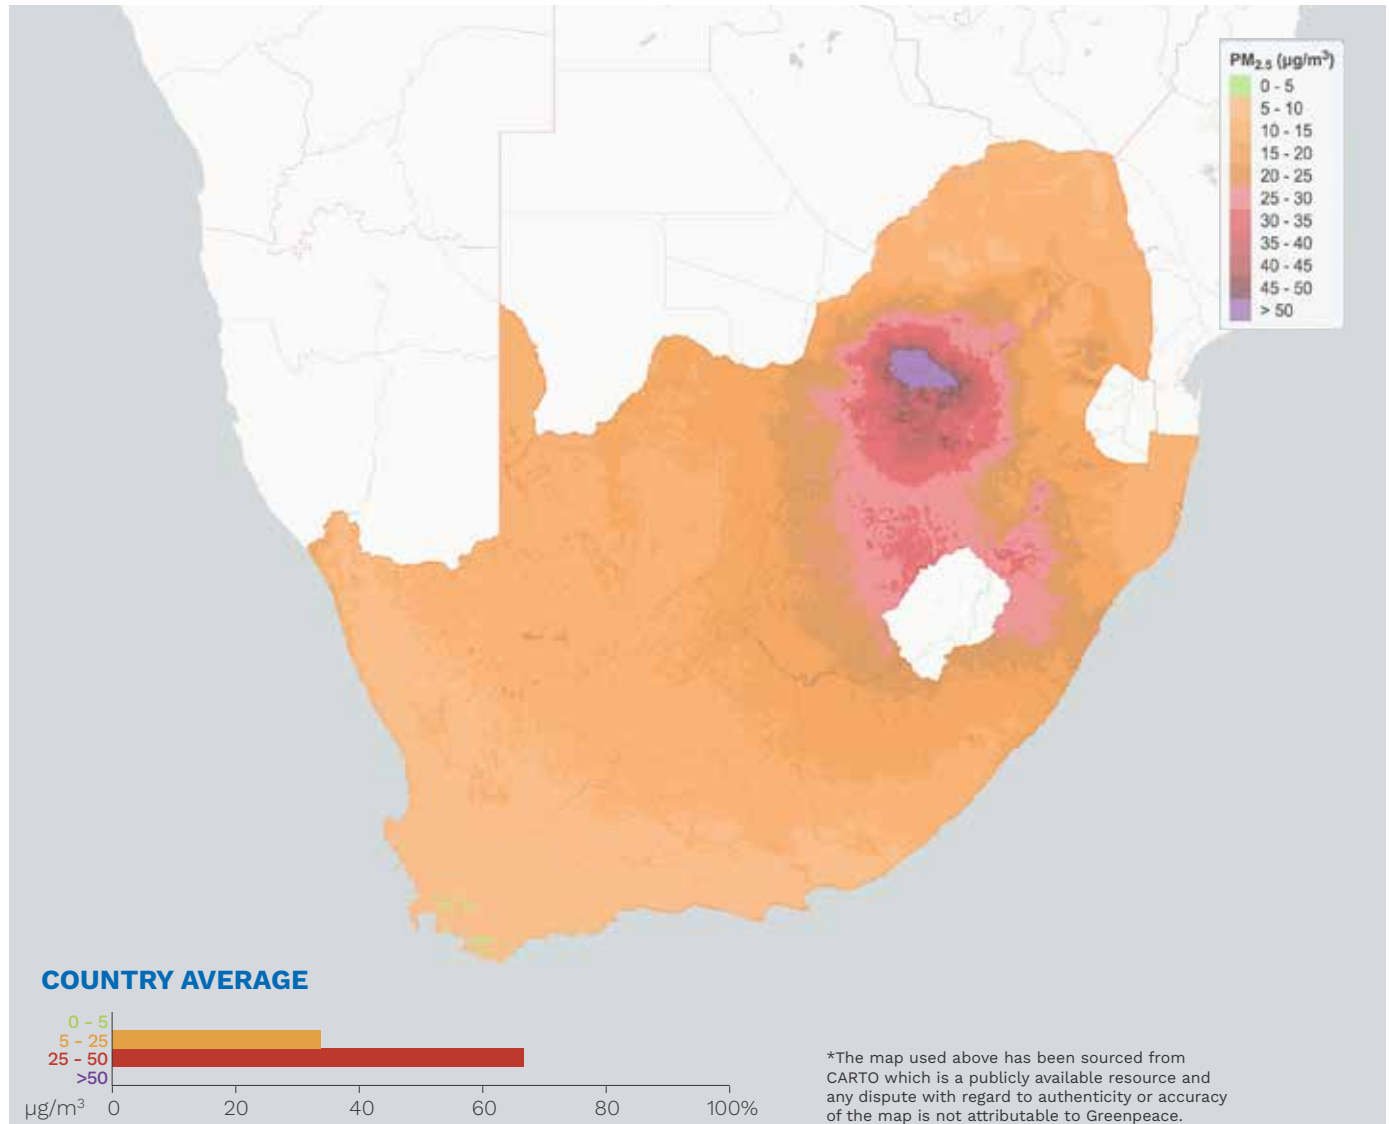 PM2.5 (µg/m³)
0 - 5
5 - 10
10 - 15
15 - 20
20 - 25
25 - 30
30 - 35
35 - 40
40 - 45
45 - 50
> 50
COUNTRY AVERAGE
0 - 5
5 - 25
25 - 50
>50
µg/m³ 0 20 40 60 80 100%
*The map used above has been sourced from
CARTO which is a publicly available resource and
any dispute with regard to authenticity or accuracy
of the map is not attributable to Greenpeace.